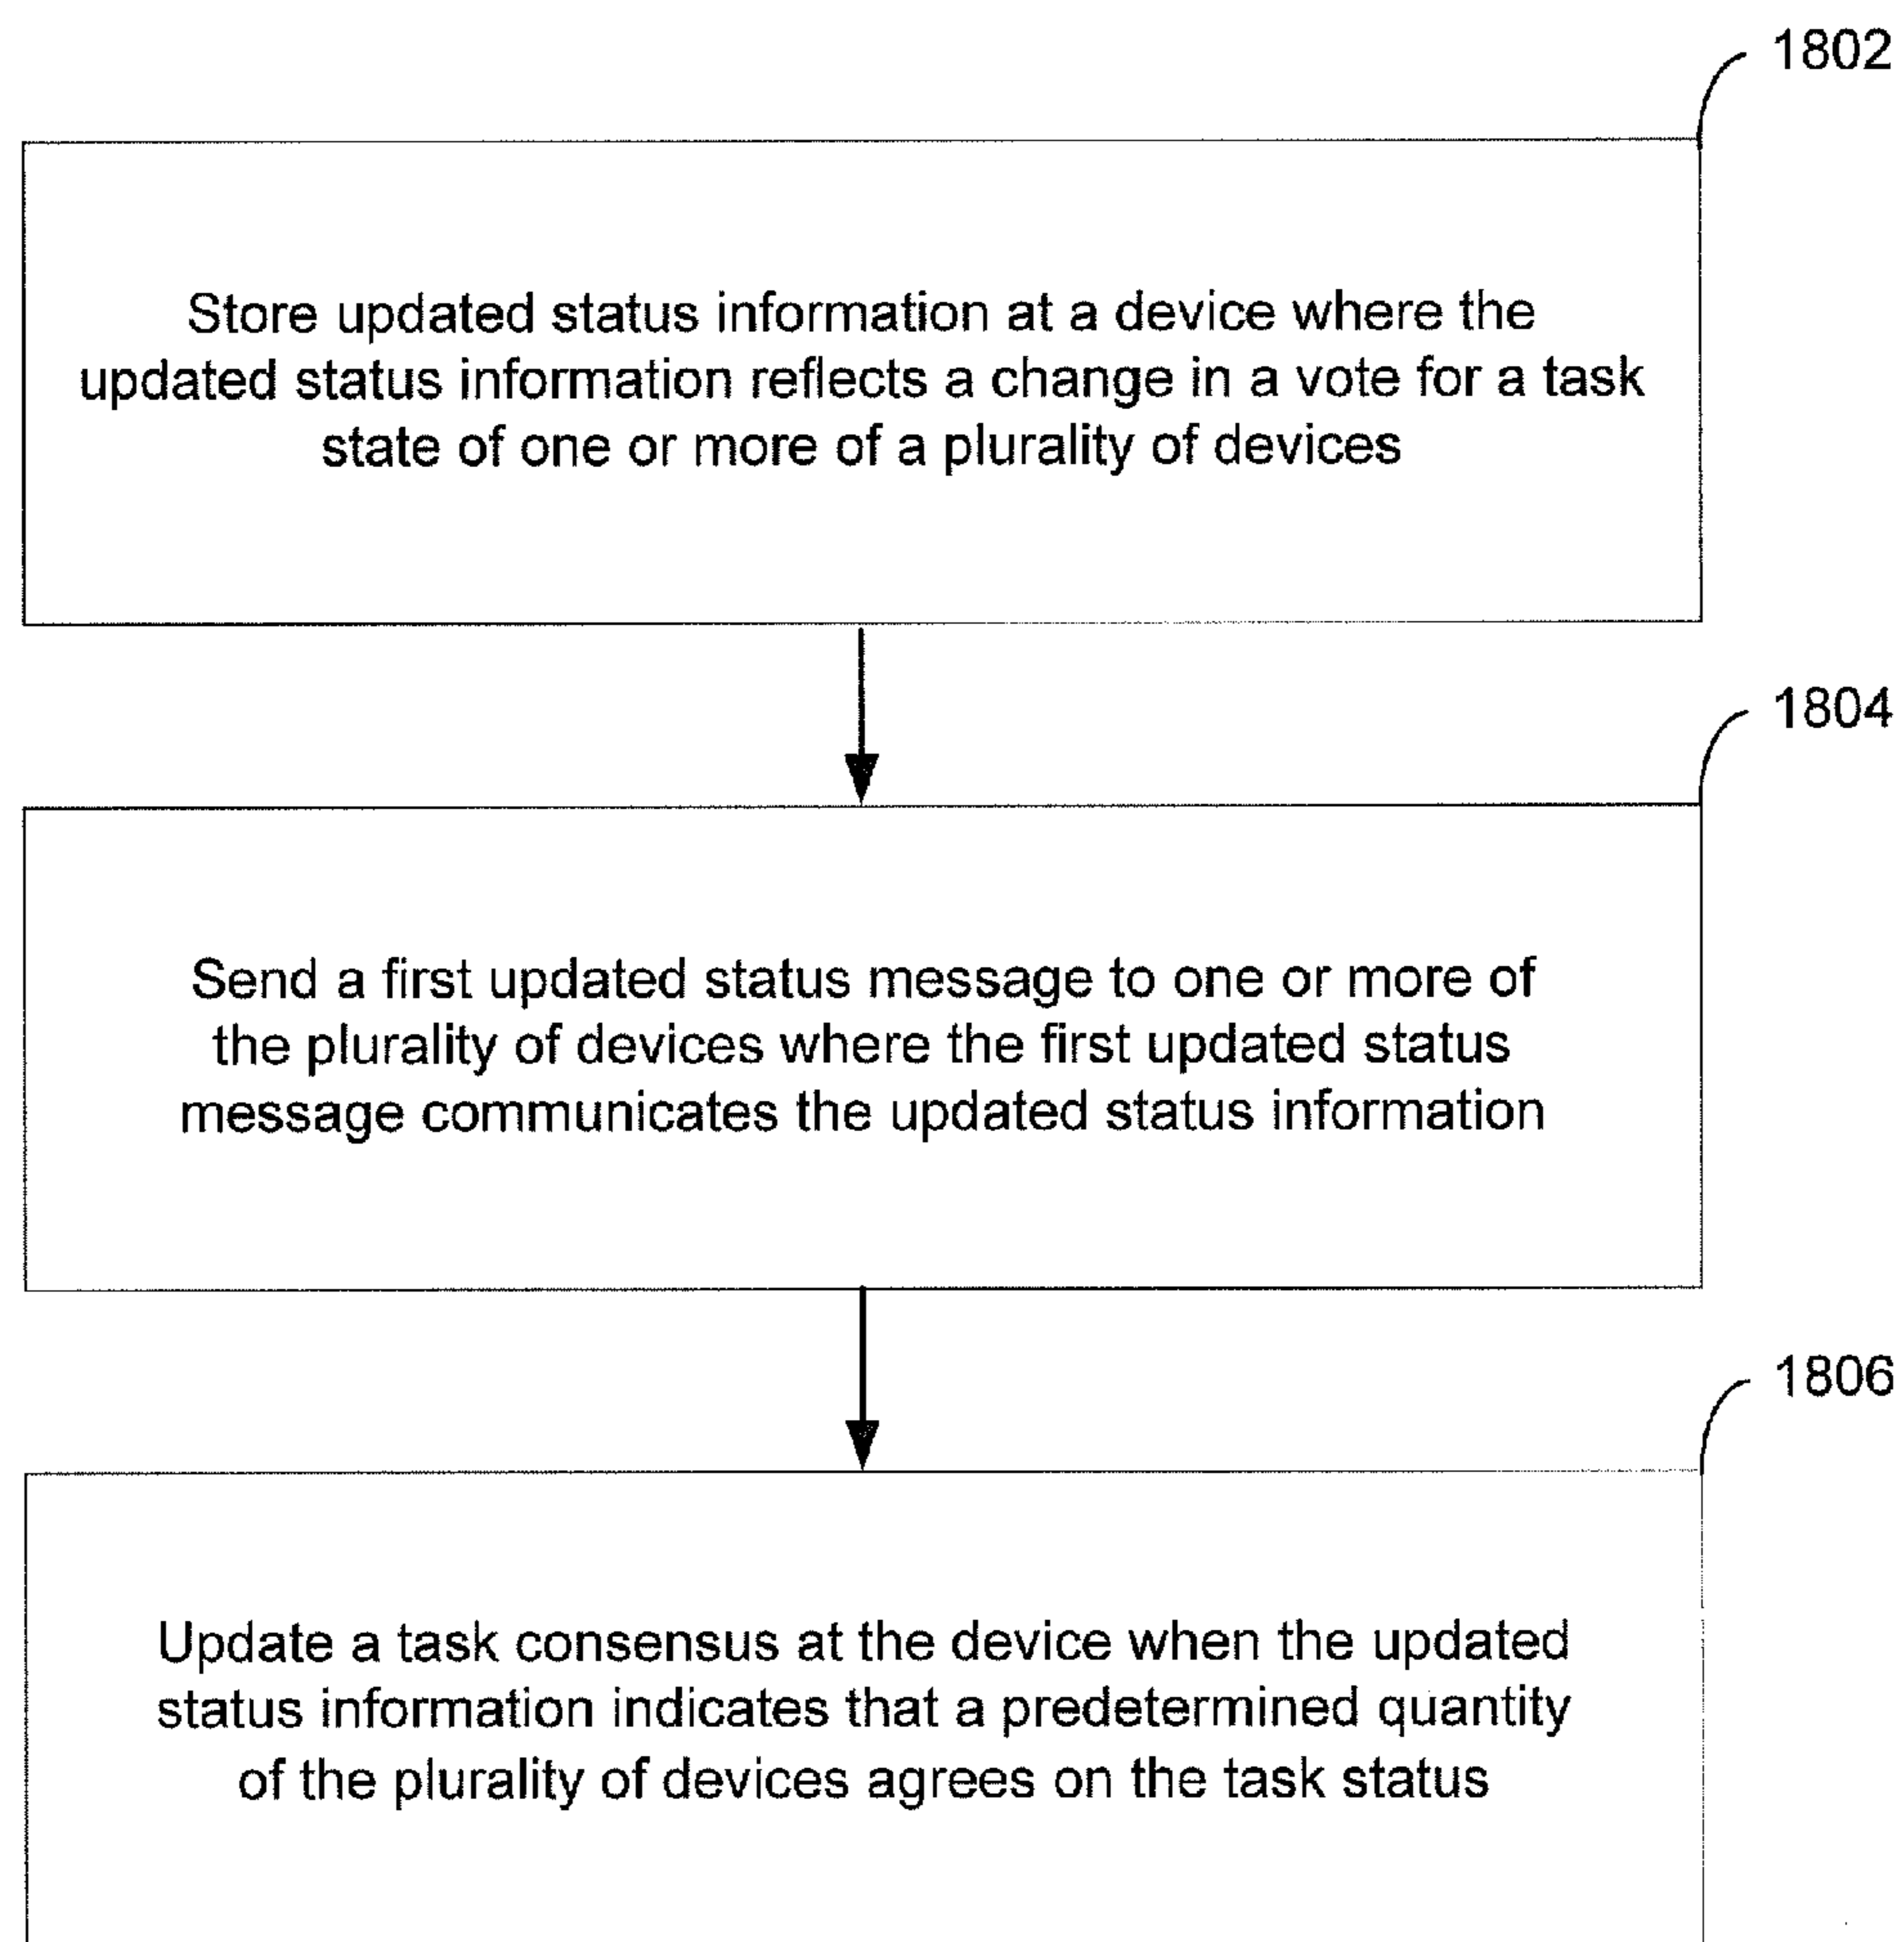 1802
Store updated status information at a device where the
updated status information reflects a change in a vote for a task
state of one or more of a plurality of devices
1804
Send a first updated status message to one or more of
the plurality of devices where the first updated status
message communicates the updated status information
1806
Update a task consensus at the device when the updated
status information indicates that a predetermined quantity
of the plurality of devices agrees on the task status